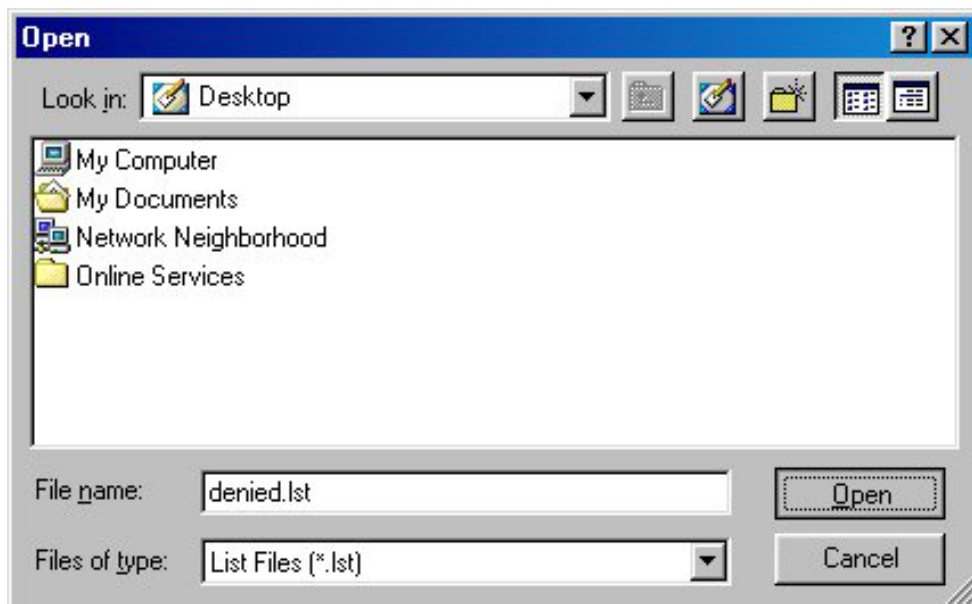 Open
Look in: Desktop
My Computer
My Documents
Network Neighborhood
Online Services
File name: denied.lst Open
Files of type: List Files (*.lst) Cancel